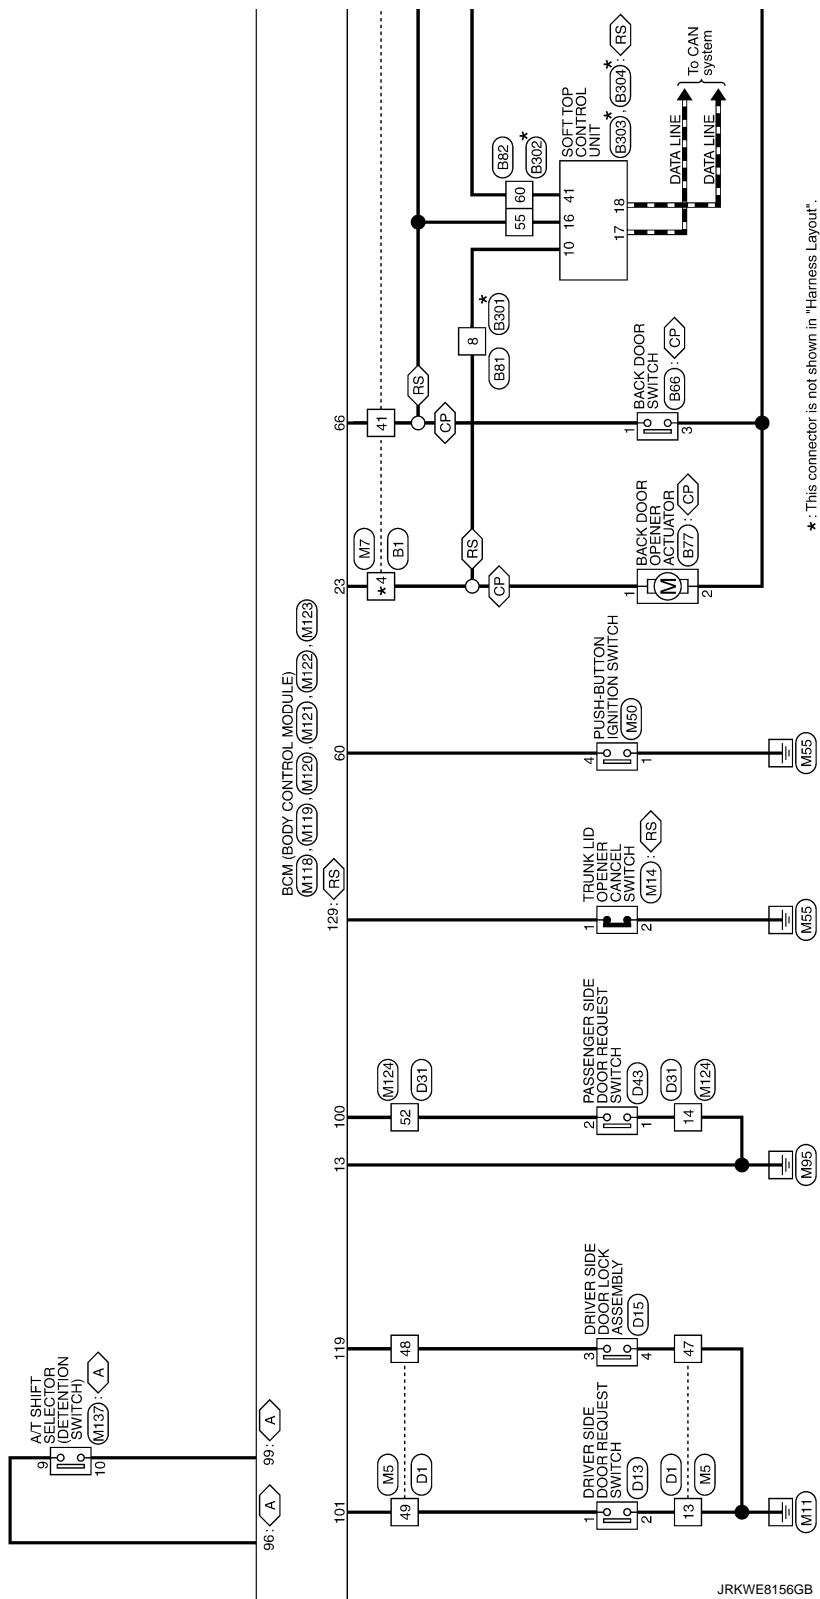 A/T SHIFT
SELECTOR
(DETENTION
SWITCH)
M137 : A
9
10
96 : A
99 : A
BCM (BODY CONTROL MODULE)
M118 , M119 , M120 , M121 , M122 , M123
101
119
13
100
129 : RS
60
23
66
M5
49
D1
48
M124
52
D31
M7
*4
B1
41
RS
CP
RS
CP
8
B81
B301 *
B82
B302 *
55
60
10
16
41
SOFT TOP
CONTROL
UNIT
B303 * , B304 * : RS
17
18
DATA LINE
DATA LINE
To CAN
system
DRIVER SIDE
DOOR REQUEST
SWITCH
D13
1
2
DRIVER SIDE
DOOR LOCK
ASSEMBLY
D15
3
4
D1
13
M5
47
M11
PASSENGER SIDE
DOOR REQUEST
SWITCH
D43
2
1
D31
14
M124
M95
TRUNK LID
OPENER
CANCEL
SWITCH
M14 : RS
1
2
M55
PUSH-BUTTON
IGNITION SWITCH
M50
4
1
M55
BACK DOOR
OPENER
ACTUATOR
B77 : CP
1
M
2
BACK DOOR
SWITCH
B66 : CP
1
3
* : This connector is not shown in "Harness Layout".
JRKWE8156GB